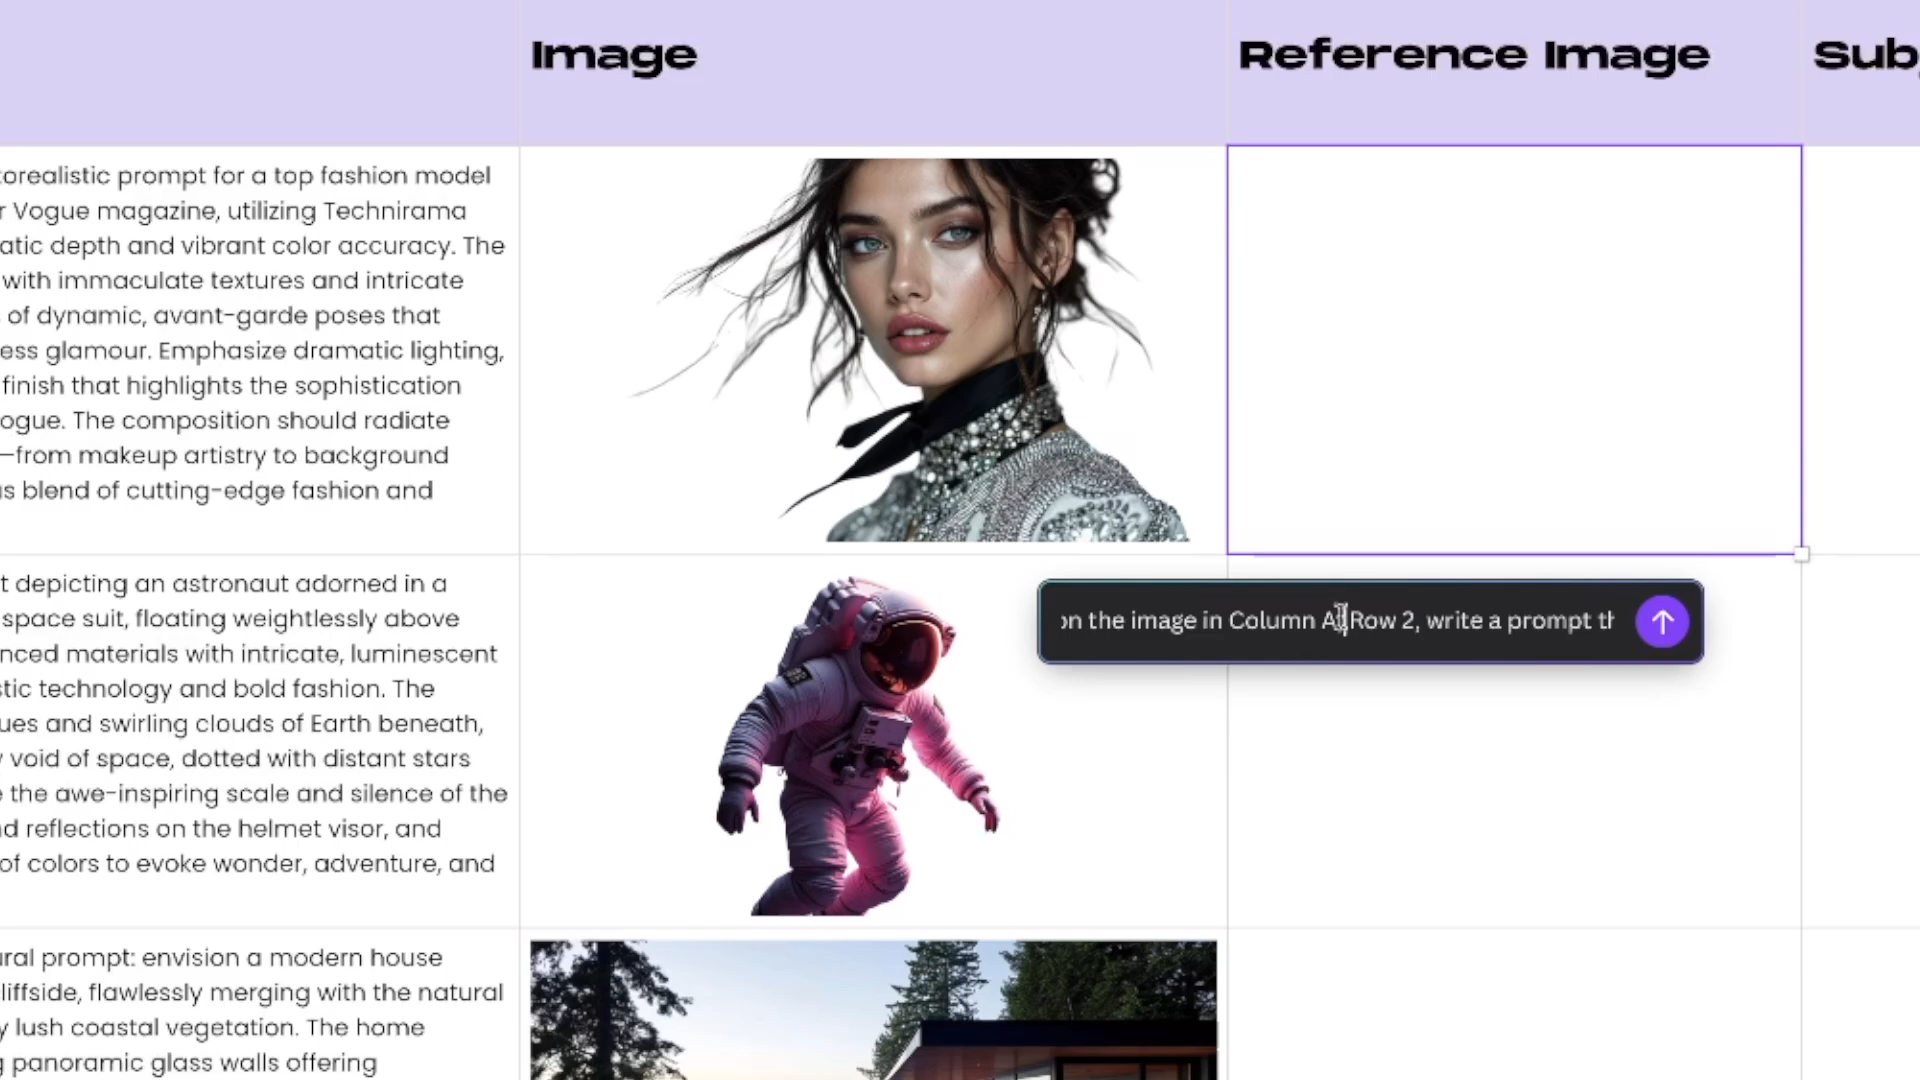 Image
Reference Image
Sub
torealistic prompt for a top fashion model
r Vogue magazine, utilizing Technirama
atic depth and vibrant color accuracy. The
with immaculate textures and intricate
of dynamic, avant-garde poses that
ess glamour. Emphasize dramatic lighting,
finish that highlights the sophistication
ogue. The composition should radiate
—from makeup artistry to background
us blend of cutting-edge fashion and
t depicting an astronaut adorned in a
space suit, floating weightlessly above
nced materials with intricate, luminescent
stic technology and bold fashion. The
ues and swirling clouds of Earth beneath,
y void of space, dotted with distant stars
e the awe-inspiring scale and silence of the
nd reflections on the helmet visor, and
of colors to evoke wonder, adventure, and
on the image in Column A, Row 2, write a prompt th
ural prompt: envision a modern house
liffside, flawlessly merging with the natural
y lush coastal vegetation. The home
g panoramic glass walls offering